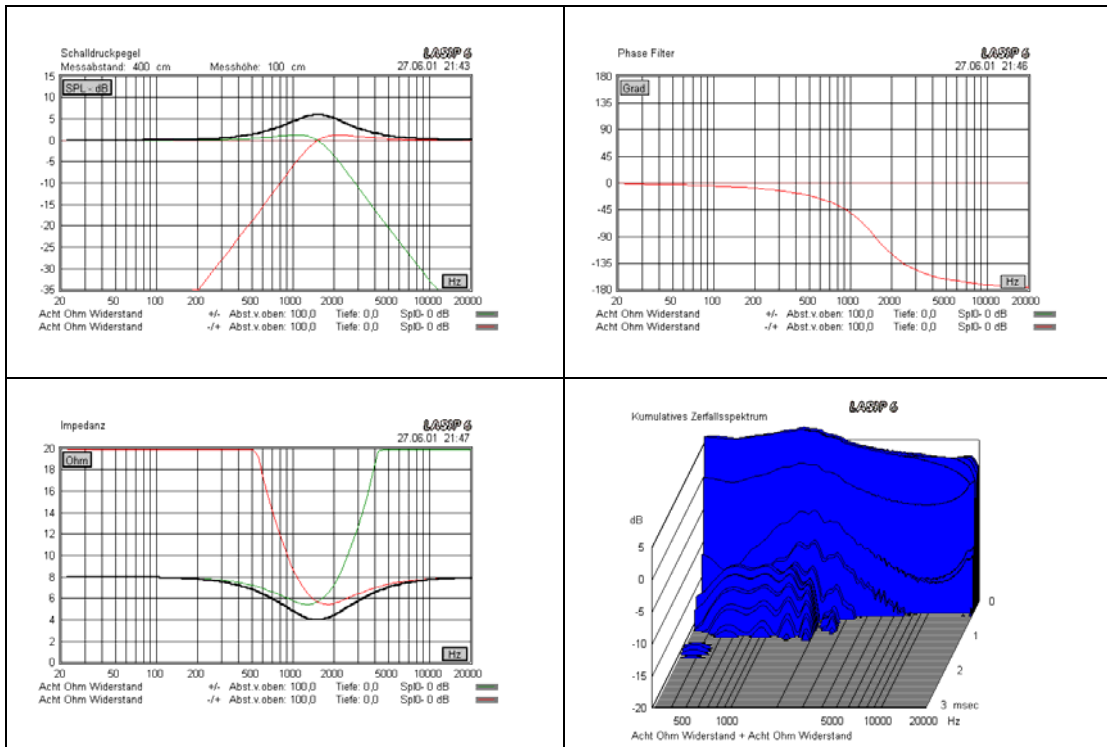 Schalldruckpegel LASIP 6
Messabstand: 400 cm Messhöhe: 100 cm 27.06.01 21:43
SPL - dB
15
10
5
0
-5
-10
-15
-20
-25
-30
-35
Hz
20 50 100 200 500 1000 2000 5000 10000 20000
Acht Ohm Widerstand +/- Abst.v.oben: 100,0 Tiefe: 0,0 Spl0- 0 dB
Acht Ohm Widerstand -/+ Abst.v.oben: 100,0 Tiefe: 0,0 Spl0- 0 dB
Phase Filter LASIP 6
27.06.01 21:46
Grad
180
135
90
45
0
-45
-90
-135
-180
Hz
20 50 100 200 500 1000 2000 5000 10000 20000
Acht Ohm Widerstand +/- Abst.v.oben: 100,0 Tiefe: 0,0 Spl0- 0 dB
Acht Ohm Widerstand -/+ Abst.v.oben: 100,0 Tiefe: 0,0 Spl0- 0 dB
Impedanz LASIP 6
27.06.01 21:47
Ohm
20
18
16
14
12
10
8
6
4
2
0
Hz
20 50 100 200 500 1000 2000 5000 10000 20000
Acht Ohm Widerstand +/- Abst.v.oben: 100,0 Tiefe: 0,0 Spl0- 0 dB
Acht Ohm Widerstand -/+ Abst.v.oben: 100,0 Tiefe: 0,0 Spl0- 0 dB
LASIP 6
Kumulatives Zerfallsspektrum
dB
5
0
-5
-10
-15
-20
0
1
2
3 msec
500 1000 5000 10000 20000 Hz
Acht Ohm Widerstand + Acht Ohm Widerstand